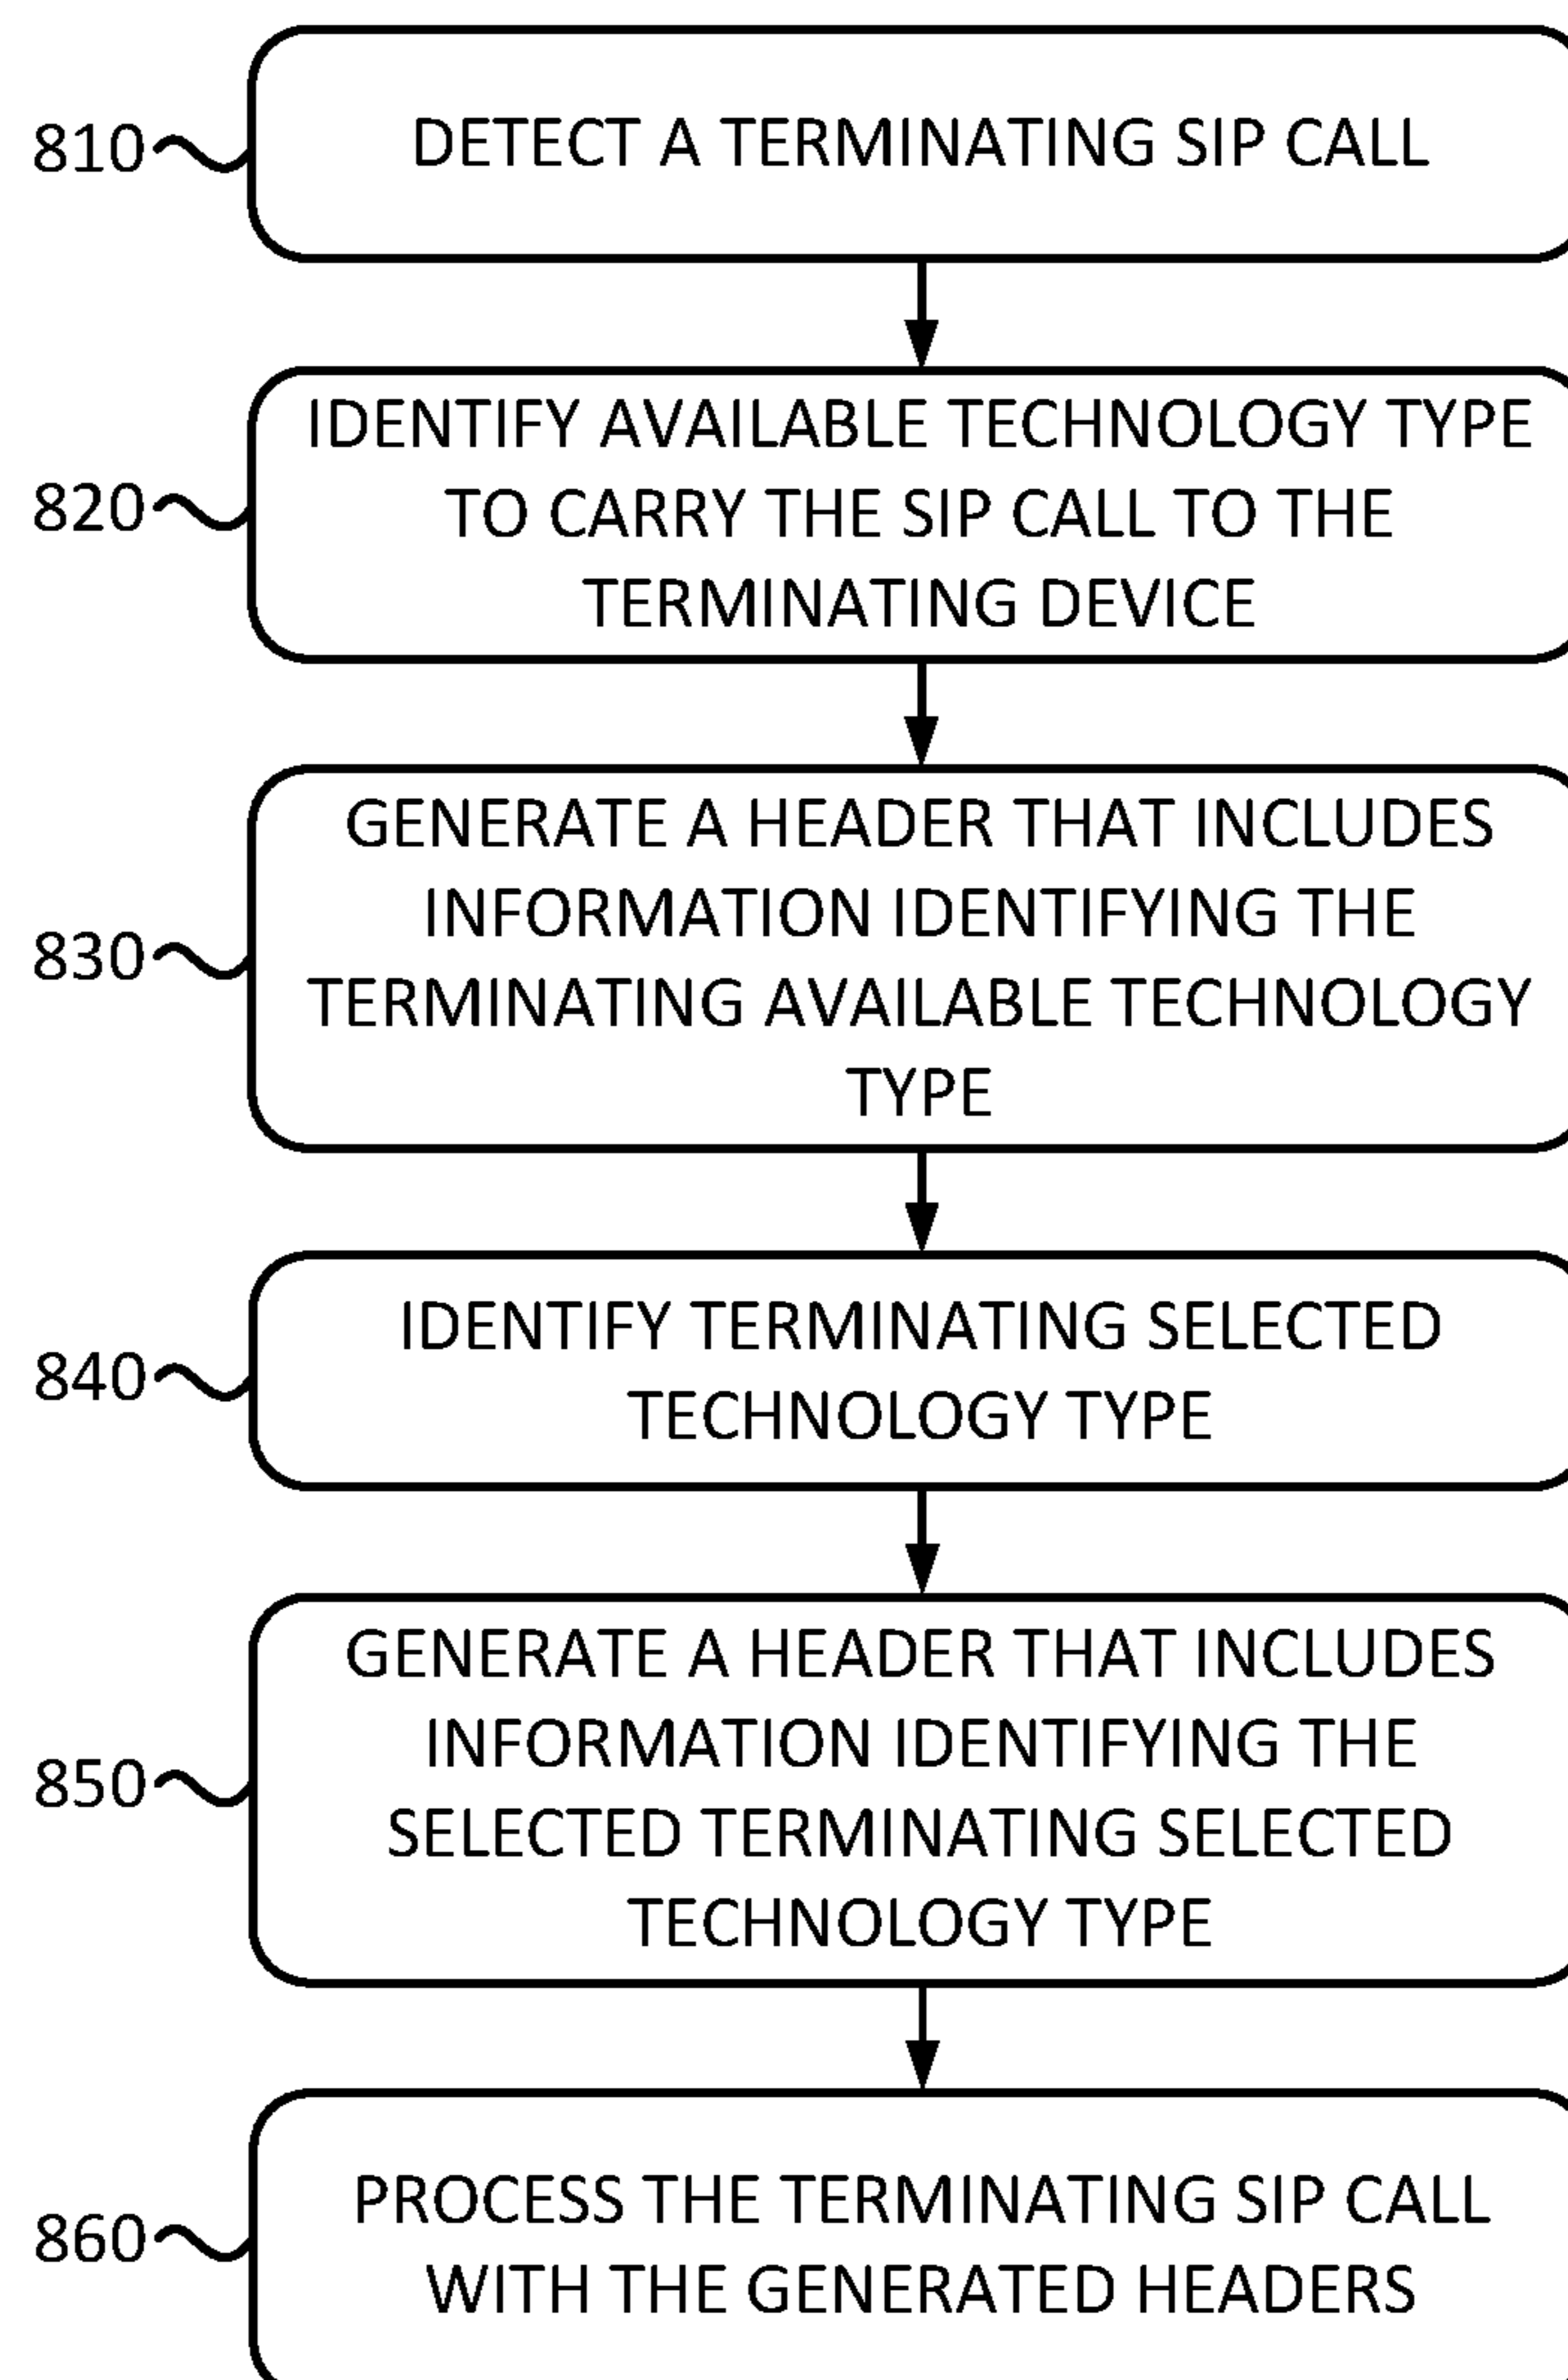 810
DETECT A TERMINATING SIP CALL
820
IDENTIFY AVAILABLE TECHNOLOGY TYPE
TO CARRY THE SIP CALL TO THE
TERMINATING DEVICE
830
GENERATE A HEADER THAT INCLUDES
INFORMATION IDENTIFYING THE
TERMINATING AVAILABLE TECHNOLOGY
TYPE
840
IDENTIFY TERMINATING SELECTED
TECHNOLOGY TYPE
850
GENERATE A HEADER THAT INCLUDES
INFORMATION IDENTIFYING THE
SELECTED TERMINATING SELECTED
TECHNOLOGY TYPE
860
PROCESS THE TERMINATING SIP CALL
WITH THE GENERATED HEADERS